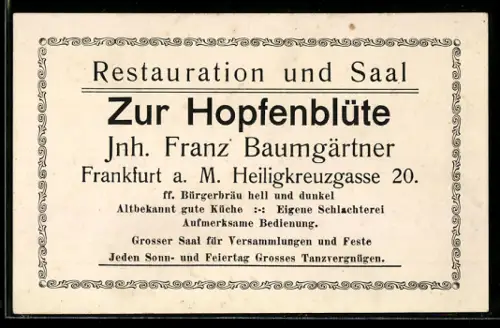 Restauration und Saal
Zur Hopfenblüte
Jnh. Franz Baumgärtner
Frankfurt a. M. Heiligkreuzgasse 20.
ff. Bürgerbräu hell und dunkel
Altbekannt gute Küche :-: Eigene Schlachterei
Aufmerksame Bedienung.
Grosser Saal für Versammlungen und Feste
Jeden Sonn- und Feiertag Grosses Tanzvergnügen.